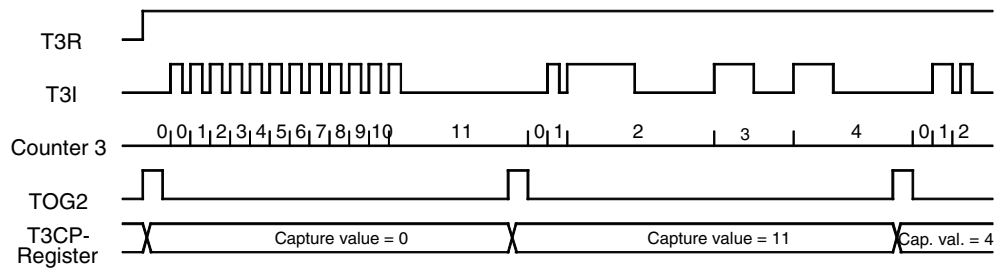 T3R
T3I
Counter 3
0 0 1 2 3 4 5 6 7 8 9 10 11 0 1 2 3 4 0 1 2
TOG2
T3CP-
Register
Capture value = 0
Capture value = 11
Cap. val. = 4